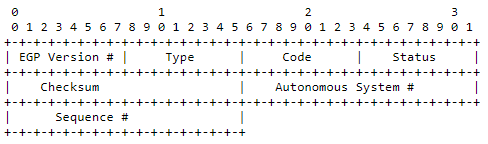 0                   1                   2                   3
0 1 2 3 4 5 6 7 8 9 0 1 2 3 4 5 6 7 8 9 0 1 2 3 4 5 6 7 8 9 0 1
+-+-+-+-+-+-+-+-+-+-+-+-+-+-+-+-+-+-+-+-+-+-+-+-+-+-+-+-+-+-+-+-+
| EGP Version # |     Type      |     Code      |    Status     |
+-+-+-+-+-+-+-+-+-+-+-+-+-+-+-+-+-+-+-+-+-+-+-+-+-+-+-+-+-+-+-+-+
|    Checksum                   |    Autonomous System #        |
+-+-+-+-+-+-+-+-+-+-+-+-+-+-+-+-+-+-+-+-+-+-+-+-+-+-+-+-+-+-+-+-+
|      Sequence #               |
+-+-+-+-+-+-+-+-+-+-+-+-+-+-+-+-+